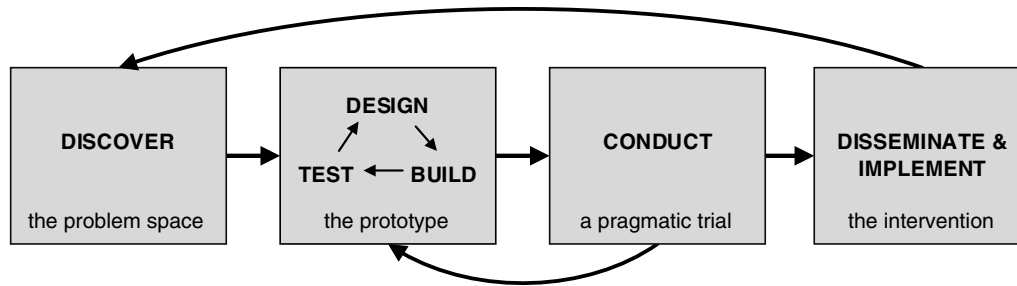 DISCOVER
the problem space
DESIGN
TEST
BUILD
the prototype
CONDUCT
a pragmatic trial
DISSEMINATE &
IMPLEMENT
the intervention